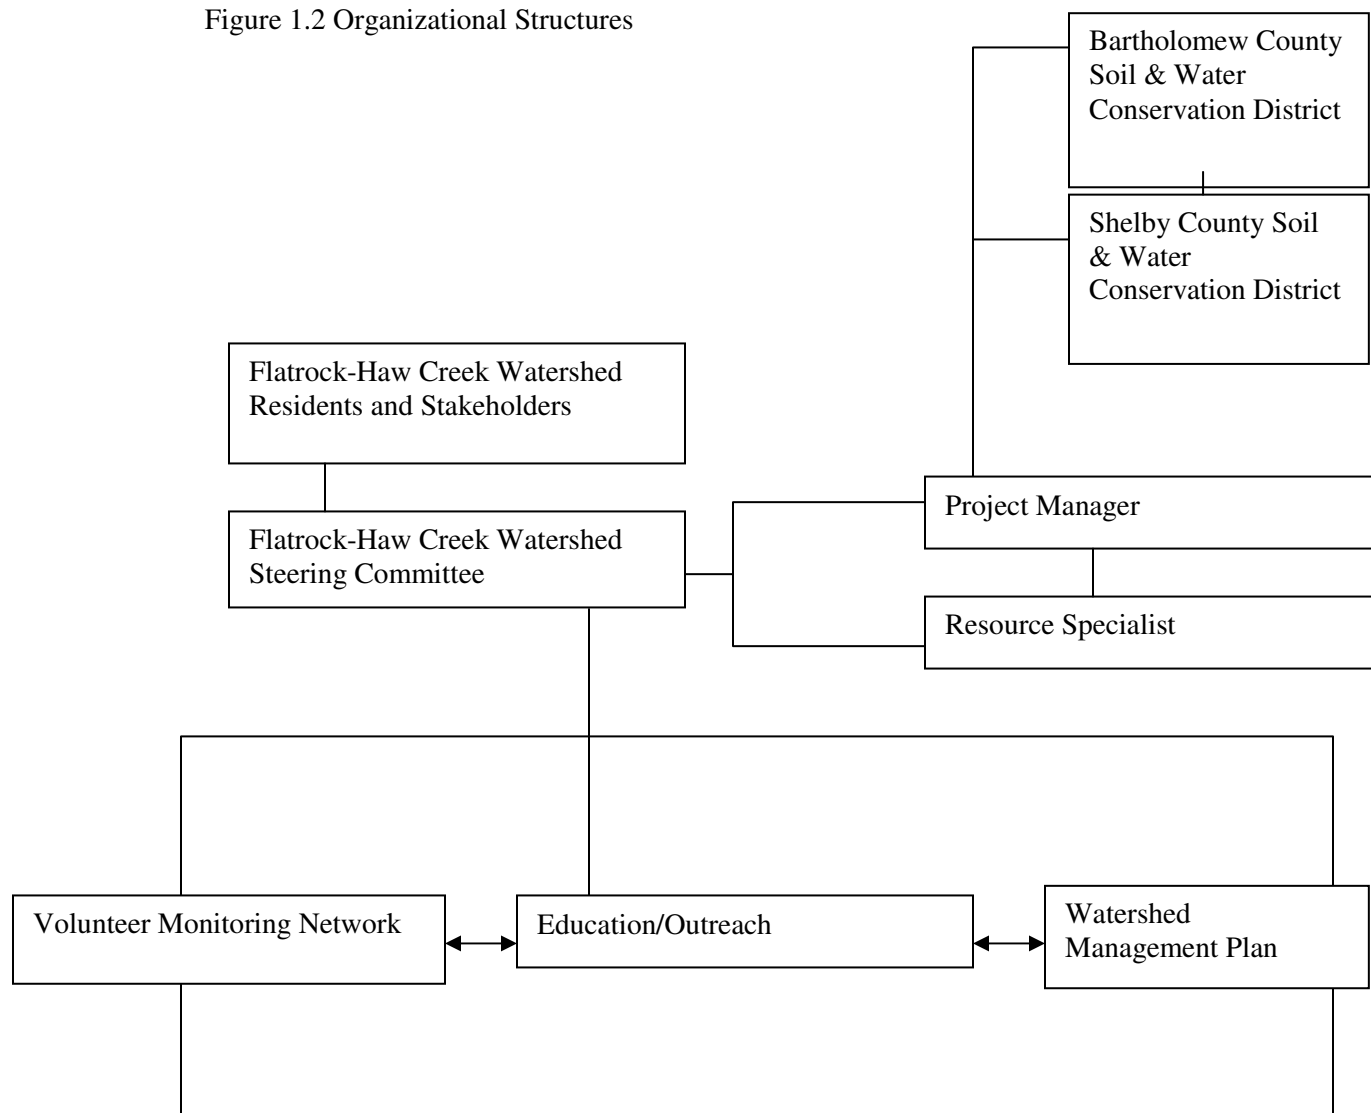 Figure 1.2 Organizational Structures
Bartholomew County
Soil & Water
Conservation District
Shelby County Soil
& Water
Conservation District
Flatrock-Haw Creek Watershed
Residents and Stakeholders
Project Manager
Flatrock-Haw Creek Watershed
Steering Committee
Resource Specialist
Volunteer Monitoring Network
Education/Outreach
Watershed
Management Plan